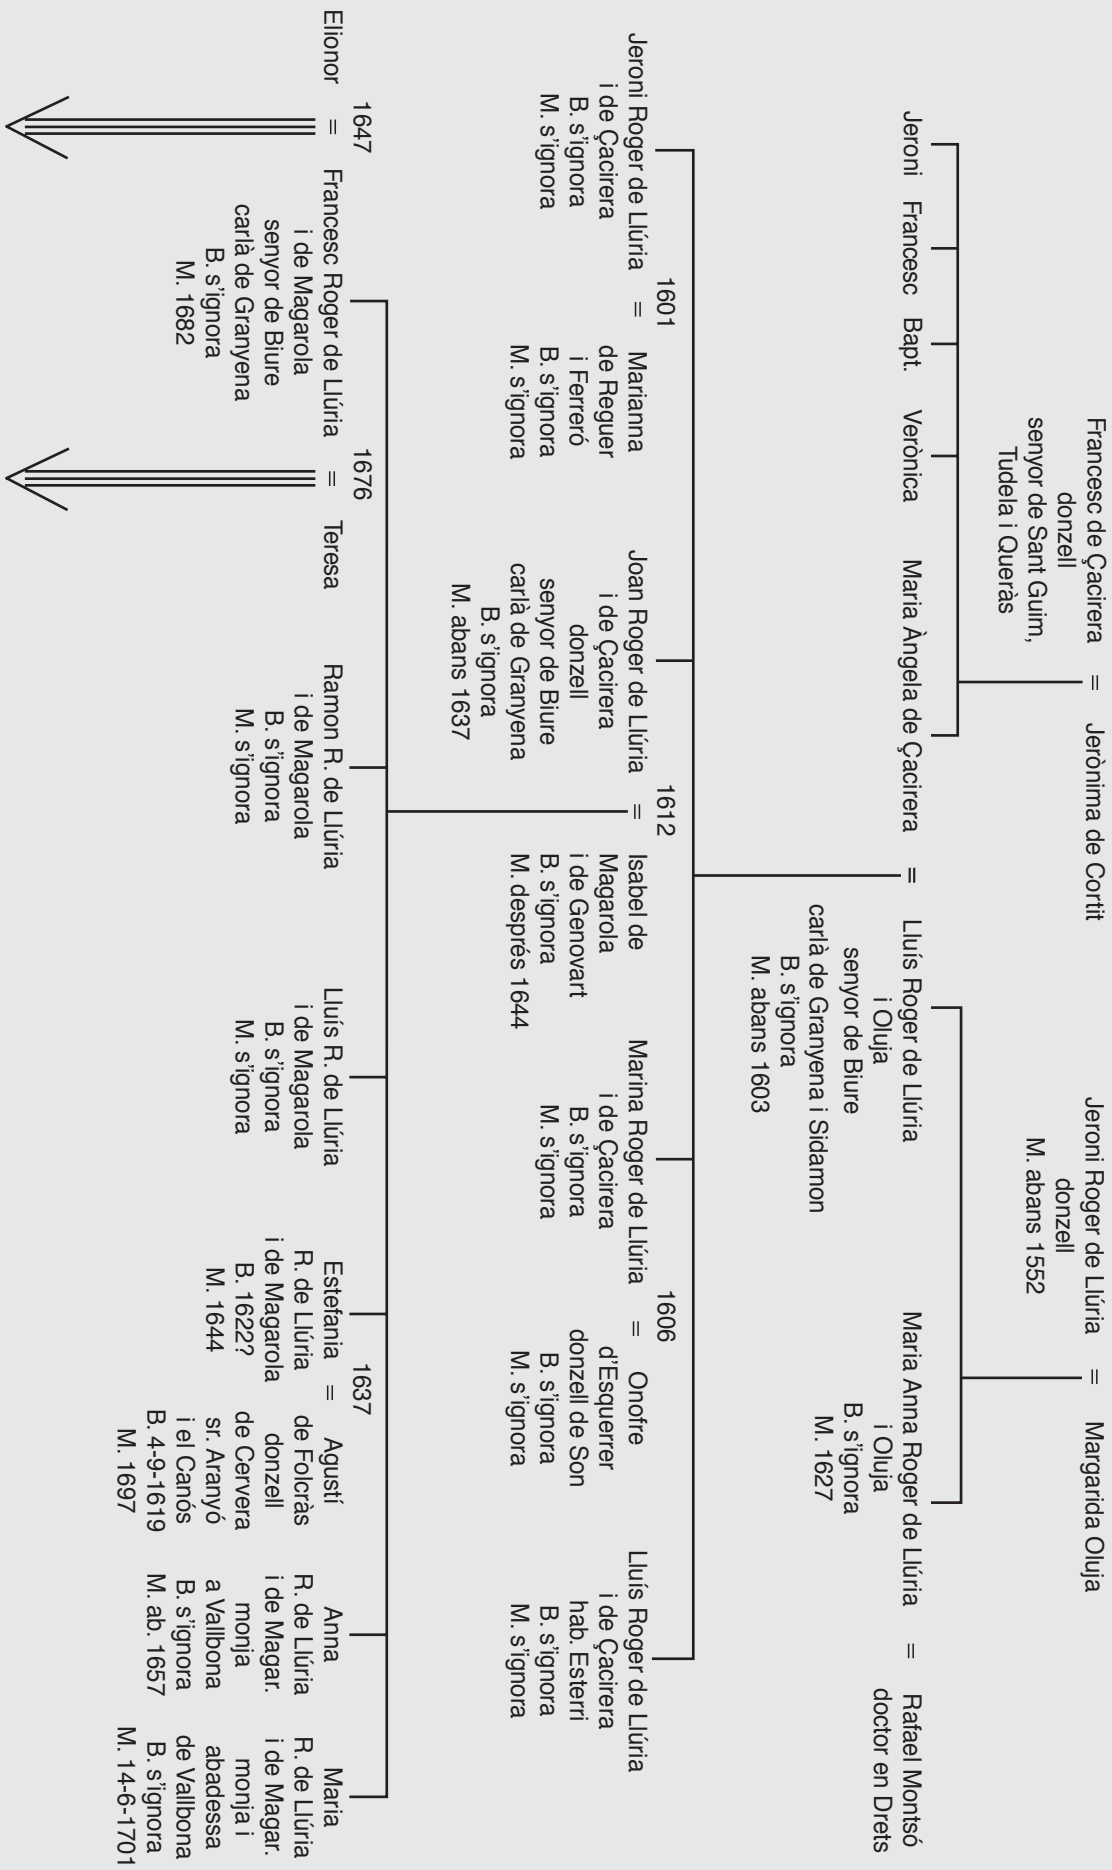 Francesc de Çacirera
donzell
senyor de Sant Guim,
Tudela i Queràs
=
Jerònima de Cortit
Jeroni Roger de Llúria
donzell
M. abans 1552
=
Margarida Oluja
Jeroni
Francesc
Bapt.
Verònica
Maria Àngela de Çacirera
=
Lluís Roger de Llúria
i Oluja
senyor de Biure
carlà de Granyena i Sidamon
B. s'ignora
M. abans 1603
Maria Anna Roger de Llúria
i Oluja
B. s'ignora
M. 1627
=
Rafael Montsó
doctor en Drets
Jeroni Roger de Llúria
i de Çacirera
B. s'ignora
M. s'ignora
1601
=
Marianna
de Reguer
i Ferreró
B. s'ignora
M. s'ignora
Joan Roger de Llúria
i de Çacirera
donzell
senyor de Biure
carlà de Granyena
B. s'ignora
M. abans 1637
1612
=
Isabel de
Magarola
i de Genovart
B. s'ignora
M. després 1644
Marina Roger de Llúria
i de Çacirera
B. s'ignora
M. s'ignora
1606
=
Onofre
d'Esquerrer
donzell de Son
B. s'ignora
M. s'ignora
Lluís Roger de Llúria
i de Çacirera
hab. Esterri
B. s'ignora
M. s'ignora
Elionor
1647
=
Francesc Roger de Llúria
i de Magarola
senyor de Biure
carlà de Granyena
B. s'ignora
M. 1682
1676
=
Teresa
Ramon R. de Llúria
i de Magarola
B. s'ignora
M. s'ignora
Lluís R. de Llúria
i de Magarola
B. s'ignora
M. s'ignora
Estefania
R. de Llúria
i de Magarola
B. 1622?
M. 1644
1637
=
Agustí
de Folcràs
donzell
de Cervera
sr. Aranyó
i el Canós
B. 4-9-1619
M. 1697
Anna
R. de Llúria
i de Magar.
monja
a Vallbona
B. s'ignora
M. ab. 1657
Maria
R. de Llúria
i de Magar.
monja i
abadessa
de Vallbona
B. s'ignora
M. 14-6-1701